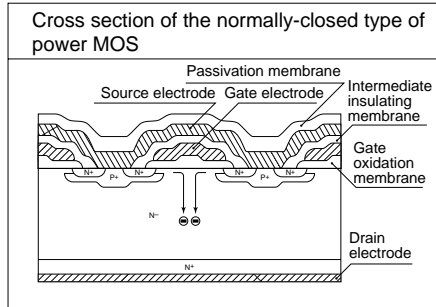 Cross section of the normally-closed type of
power MOS
Passivation membrane
Source electrode
Gate electrode
Intermediate
insulating
membrane
Gate
oxidation
membrane
N+
P+
N+
N+
P+
N+
N−
Drain
electrode
N+